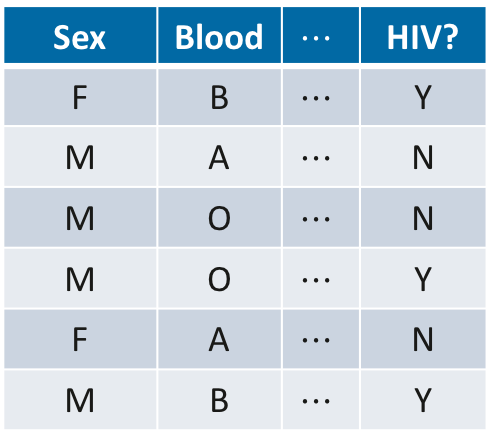 Sex Blood ⋯ HIV?
F B ⋯ Y
M A ⋯ N
M O ⋯ N
M O ⋯ Y
F A ⋯ N
M B ⋯ Y